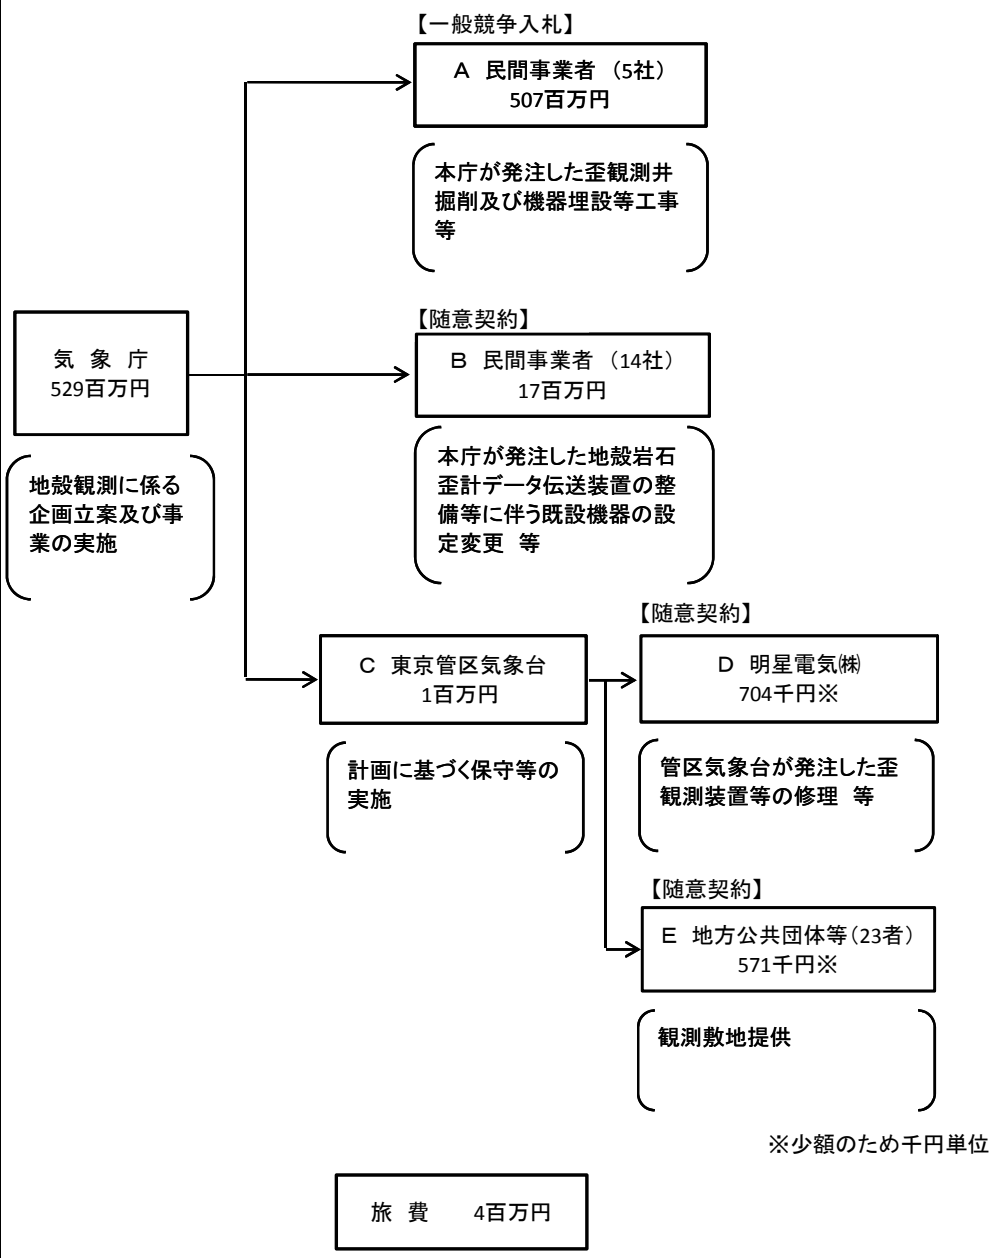 【一般競争入札】
A 民間事業者 （5社）
507百万円
本庁が発注した歪観測井
掘削及び機器埋設等工事
等
気 象 庁
529百万円
地殻観測に係る
企画立案及び事
業の実施
【随意契約】
B 民間事業者 （14社）
17百万円
本庁が発注した地殻岩石
歪計データ伝送装置の整
備等に伴う既設機器の設
定変更 等
C 東京管区気象台
1百万円
計画に基づく保守等の
実施
【随意契約】
D 明星電気㈱
704千円※
管区気象台が発注した歪
観測装置等の修理 等
【随意契約】
E 地方公共団体等（23者）
571千円※
観測敷地提供
※少額のため千円単位
旅 費 4百万円